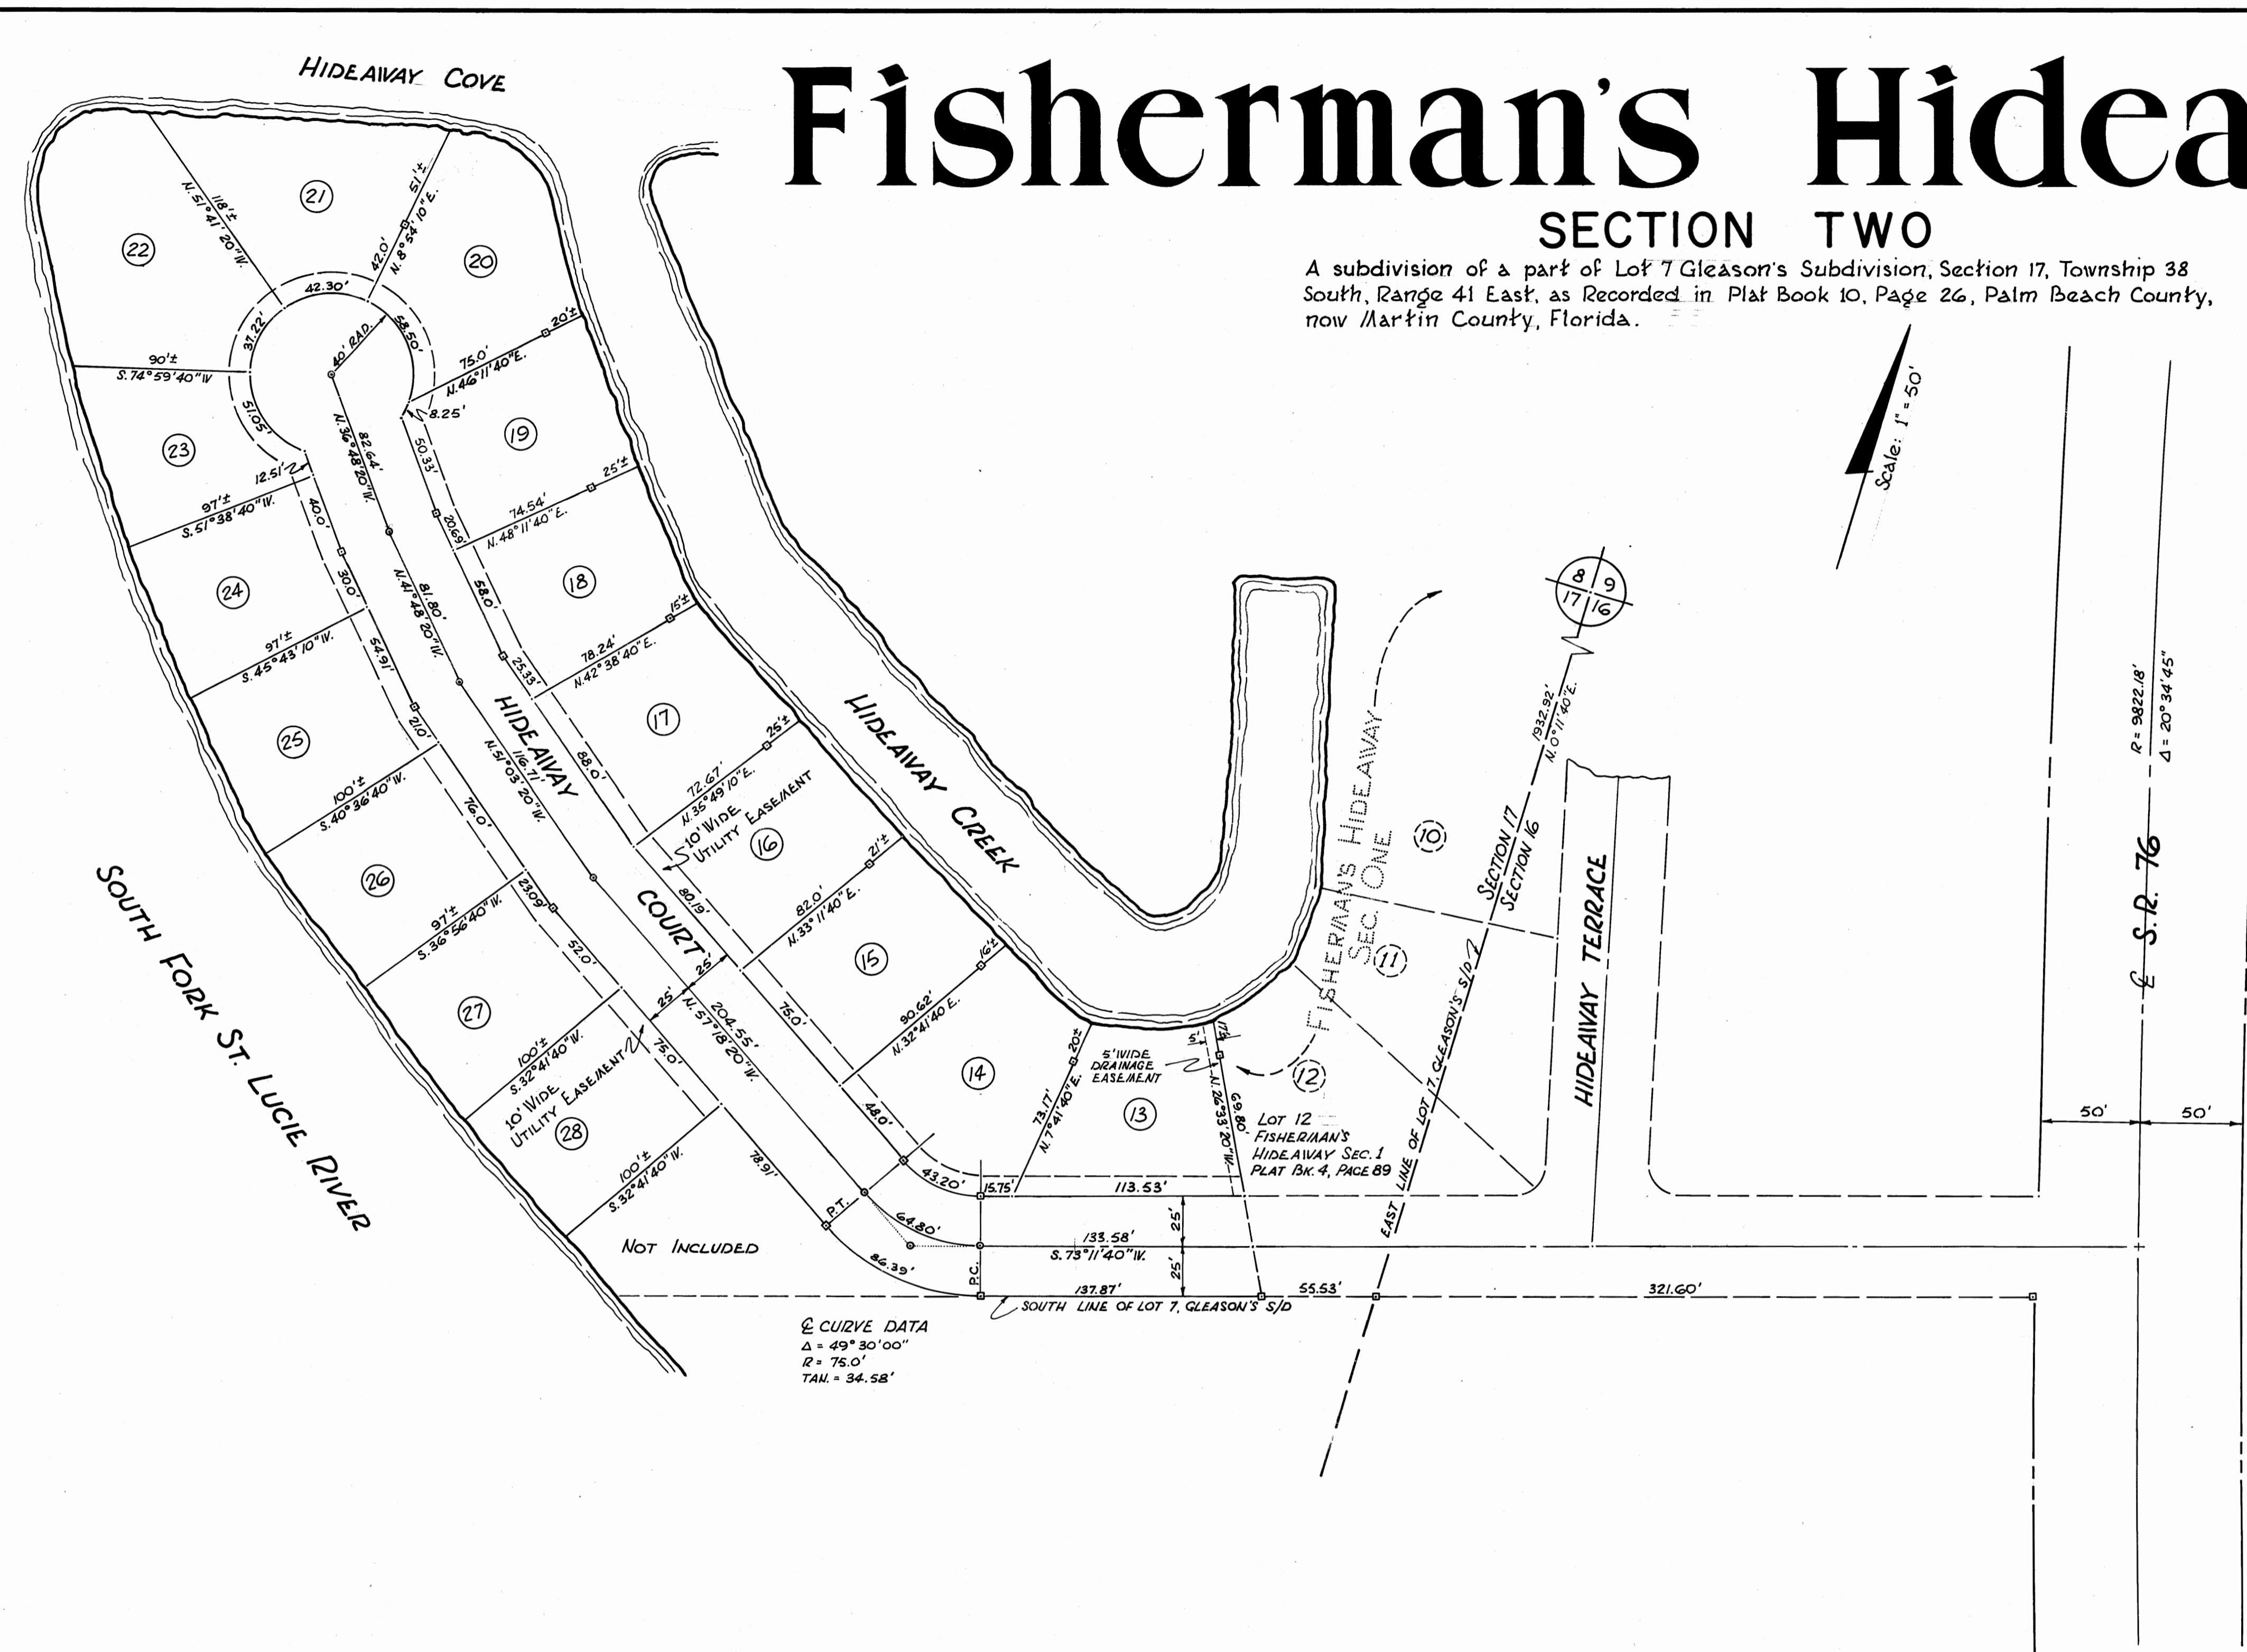 HIDEAWAY COVE
Fisherman's Hidea
SECTION TWO
A subdivision of a part of Lot 7 Gleason's Subdivision, Section 17, Township 38
South, Range 41 East, as Recorded in Plat Book 10, Page 26, Palm Beach County,
now Martin County, Florida.
Scale: 1" = 50'
22
21
20
118'±
N.51°41'20"W.
51'±
42.0'
N.8°54'10"E.
42.30'
37.22'
58.50'
40' RAD.
90'±
S.74°59'40"W
51.05'
20'±
75.0'
N.46°11'40"E.
8.25'
23
19
12.51'
82.64'
N.36°48'20"W.
50.33'
97'±
S.51°38'40"W.
40.0'
20.69'
25'±
74.54'
N.48°11'40"E.
24
30.0'
81.80'
N.41°48'20"W.
58.0'
18
97'±
S.45°43'10"W.
54.91'
25.33'
15'±
78.24'
N.42°38'40"E.
25
21.0'
HIDEAWAY
COURT
116.71'
N.51°03'20"W.
88.0'
17
100'±
S.40°36'40"W.
76.0'
25'±
72.67'
N.35°49'10"E.
10' WIDE
UTILITY EASEMENT
26
16
23.09'
80.19'
97'±
S.36°56'40"W.
52.0'
21'±
82.0'
N.33°11'40"E.
27
15
25'
25'
204.55'
N.57°18'20"W.
75.0'
16'±
90.62'
N.32°41'40 E.
100'±
S.32°41'40"W.
75.0'
10' WIDE
UTILITY EASEMENT
28
14
48.0'
100'±
S.32°41'40"W.
78.91'
20±
73.17'
N.7°41'40"E.
13
5' WIDE
DRAINAGE
EASEMENT
5'
17'±
69.80'
N.26°33'20"W.
HIDEAWAY CREEK
SOUTH FORK ST. LUCIE RIVER
FISHERMAN'S HIDEAWAY
SEC. ONE
10
11
12
LOT 12
FISHERMAN'S
HIDEAWAY SEC. 1
PLAT BK. 4, PAGE 89
8 9
17 16
1932.92'
N.0°11'40"E.
SECTION 17
SECTION 16
EAST LINE OF LOT 17, GLEASON'S S/D
HIDEAWAY TERRACE
R = 9822.18'
Δ = 20°34'45"
℄ S.R. 76
50'
50'
43.20'
15.75'
113.53'
P.T.
64.80'
86.39'
P.C.
133.58'
S.73°11'40"W.
25'
25'
NOT INCLUDED
137.87'
55.53'
321.60'
SOUTH LINE OF LOT 7, GLEASON'S S/D
℄ CURVE DATA
Δ = 49°30'00"
R = 75.0'
TAN. = 34.58'